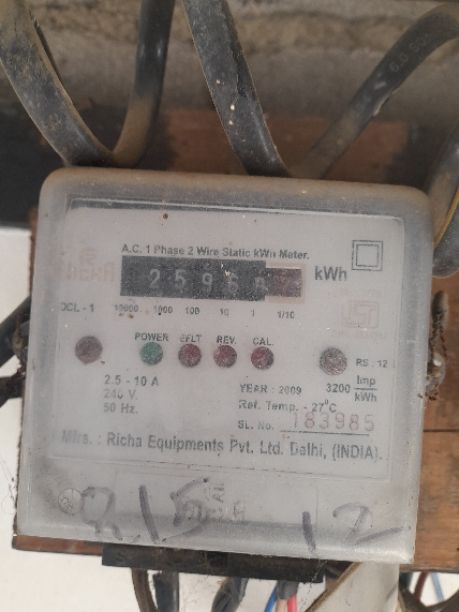 A.C. 1 Phase 2 Wire Static kWh Meter.
kWh
OCL - 1 10000 1000 100 10 1 1/10
POWER EFLT REV. CAL.
RS : 12
2.5 - 10 A
240 V.
50 Hz.
YEAR : 2009
3200 Imp/kWh
Ref. Temp. - 27°C
SL. No. 183985
Mfrs. : Richa Equipments Pvt. Ltd. Delhi, (INDIA).
12